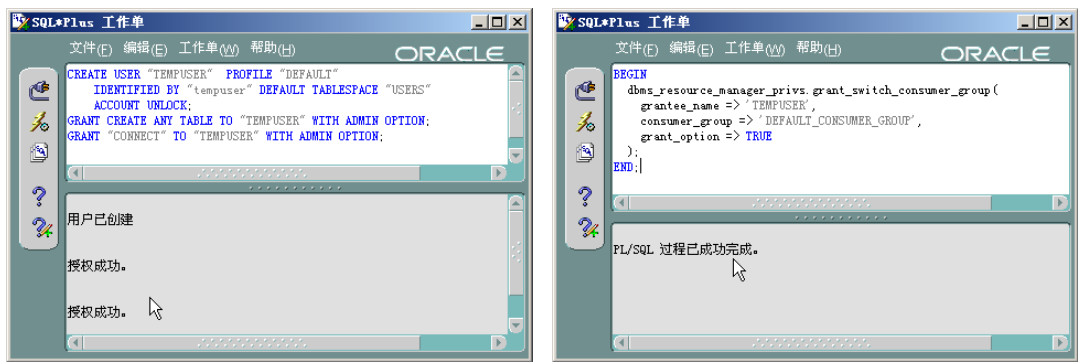 SQL*Plus 工作单
文件(F) 编辑(E) 工作单(W) 帮助(H)
ORACLE
CREATE USER "TEMPUSER" PROFILE "DEFAULT"
IDENTIFIED BY "tempuser" DEFAULT TABLESPACE "USERS"
ACCOUNT UNLOCK;
GRANT CREATE ANY TABLE TO "TEMPUSER" WITH ADMIN OPTION;
GRANT "CONNECT" TO "TEMPUSER" WITH ADMIN OPTION;
用户已创建
授权成功。
授权成功。
SQL*Plus 工作单
文件(F) 编辑(E) 工作单(W) 帮助(H)
ORACLE
BEGIN
dbms_resource_manager_privs.grant_switch_consumer_group(
grantee_name => 'TEMPUSER',
consumer_group => 'DEFAULT_CONSUMER_GROUP',
grant_option => TRUE
);
END;
PL/SQL 过程已成功完成。